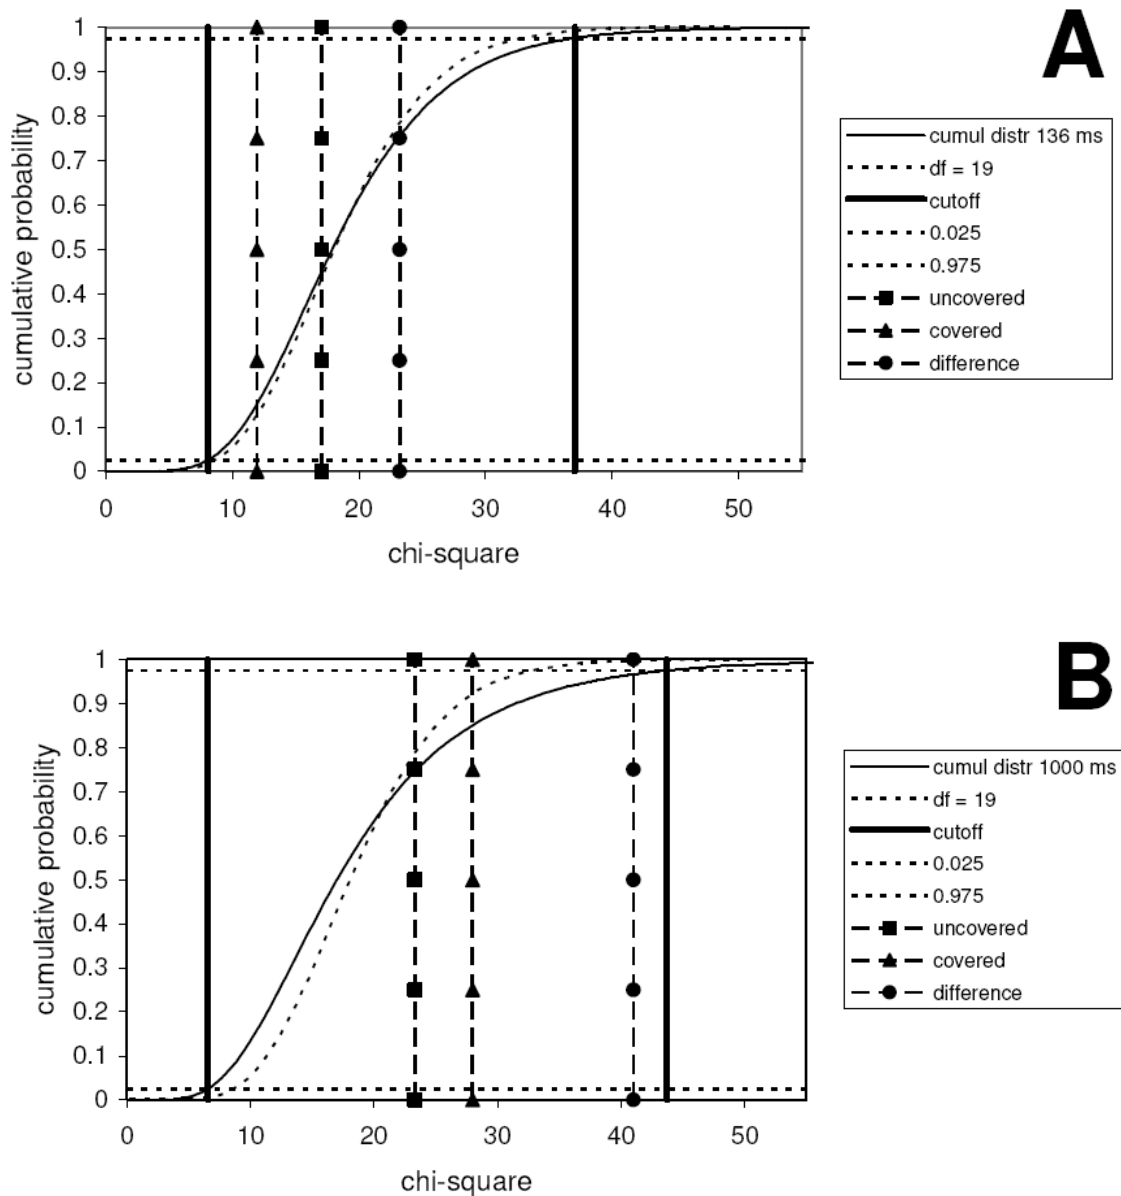 A
1
0.9
0.8
0.7
0.6
0.5
0.4
0.3
0.2
0.1
0
cumulative probability
0 10 20 30 40 50
chi-square
cumul distr 136 ms
df = 19
cutoff
0.025
0.975
uncovered
covered
difference
B
1
0.9
0.8
0.7
0.6
0.5
0.4
0.3
0.2
0.1
0
cumulative probability
0 10 20 30 40 50
chi-square
cumul distr 1000 ms
df = 19
cutoff
0.025
0.975
uncovered
covered
difference